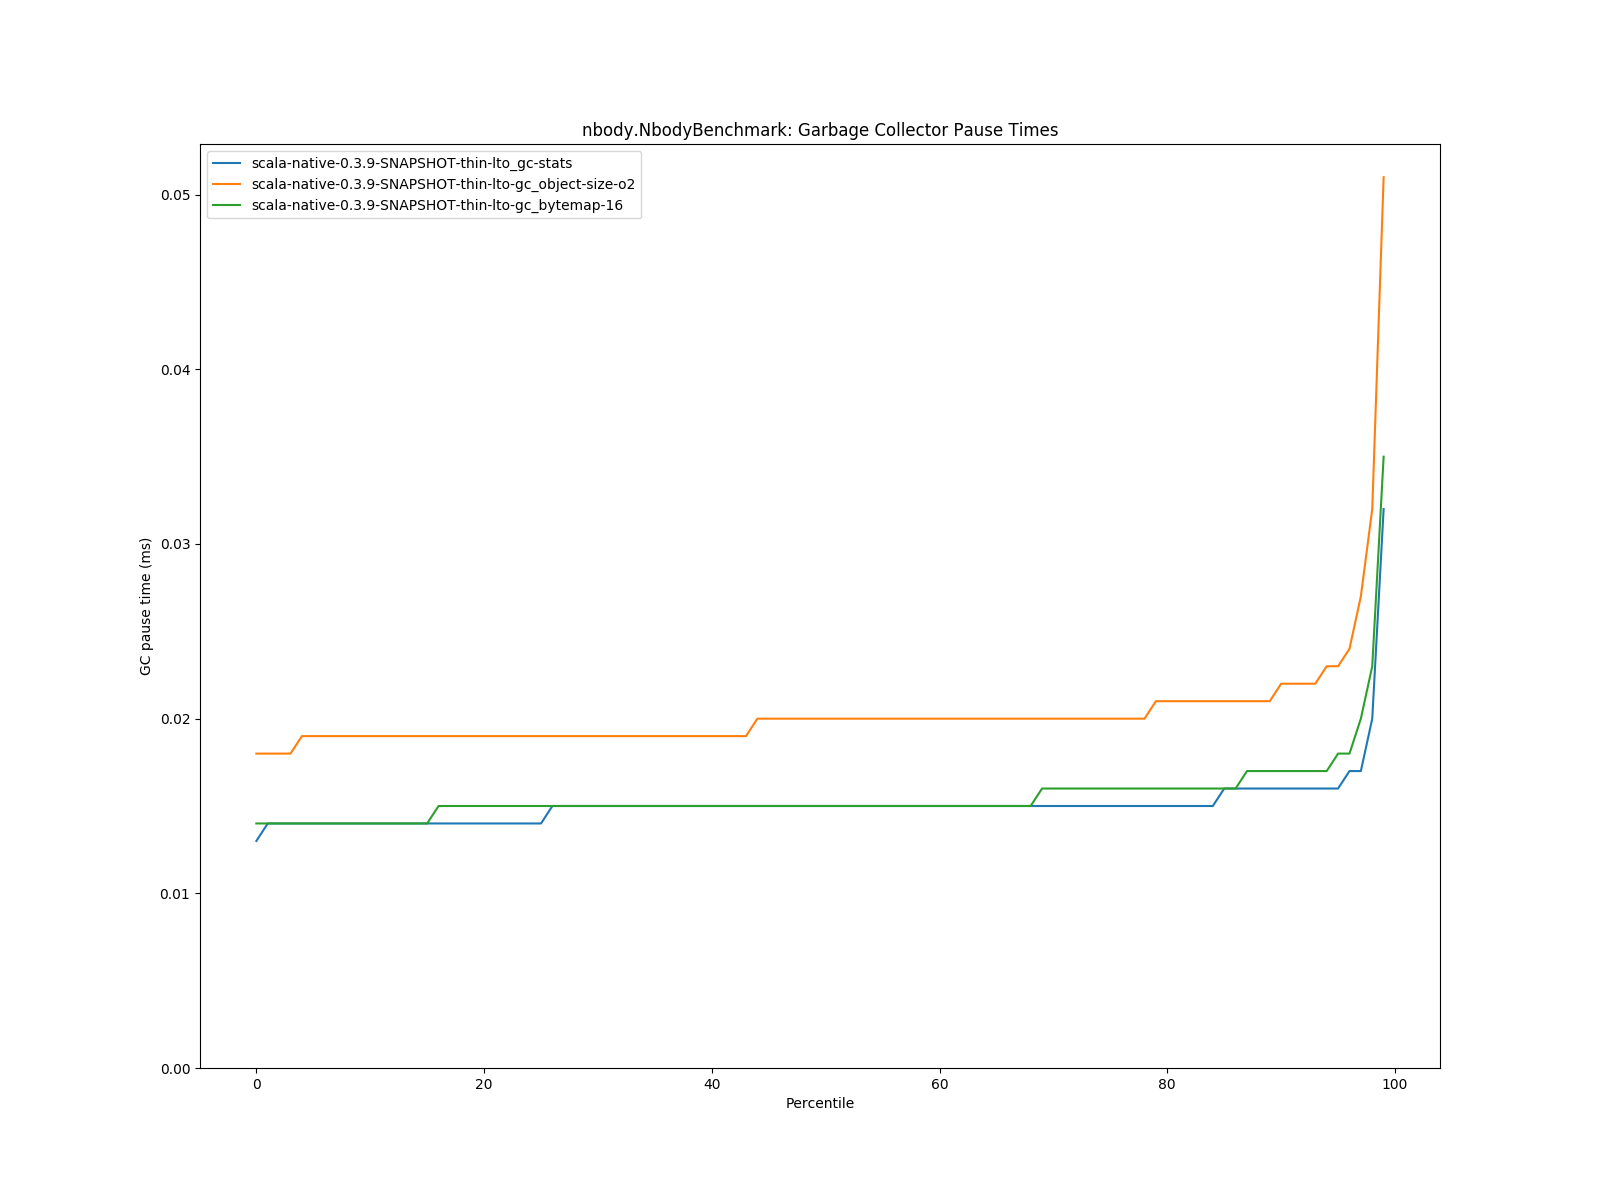 nbody.NbodyBenchmark: Garbage Collector Pause Times
scala-native-0.3.9-SNAPSHOT-thin-lto_gc-stats
scala-native-0.3.9-SNAPSHOT-thin-lto-gc_object-size-o2
scala-native-0.3.9-SNAPSHOT-thin-lto-gc_bytemap-16
0.05
0.04
0.03
0.02
0.01
0.00
GC pause time (ms)
0 20 40 60 80 100
Percentile